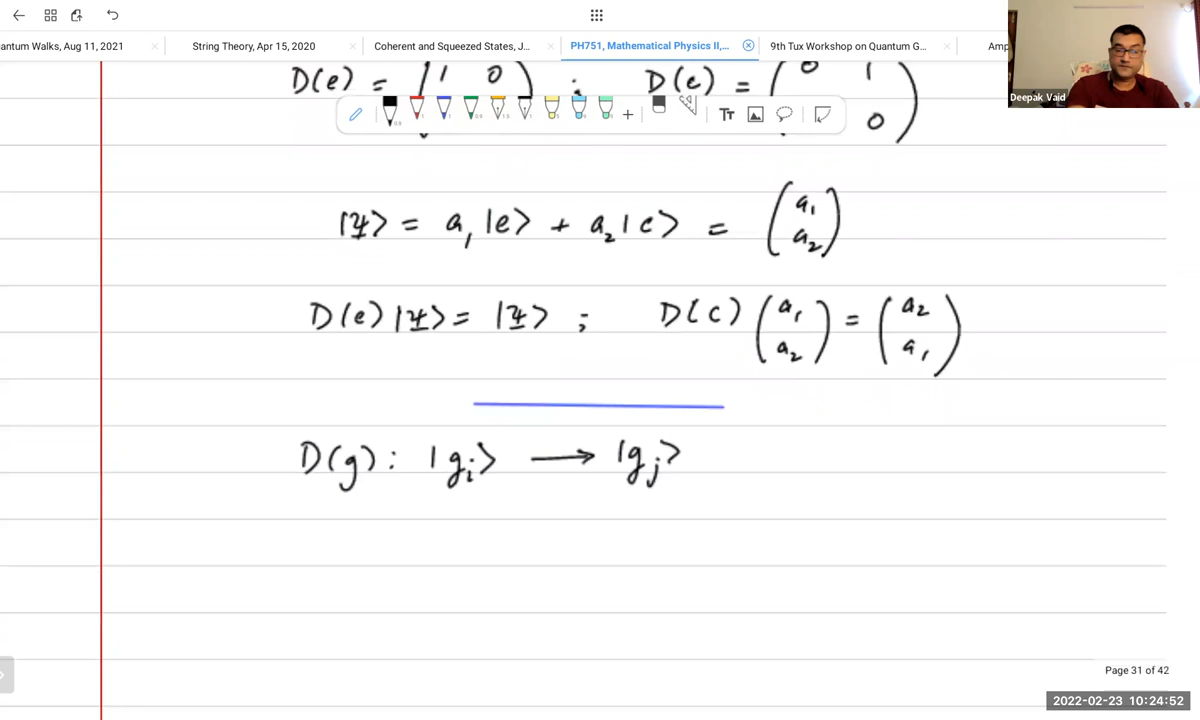 antum Walks, Aug 11, 2021 String Theory, Apr 15, 2020 Coherent and Squeezed States, J... PH751, Mathematical Physics II,... 9th Tux Workshop on Quantum G... Amp
Deepak Vaid
D(e) = ( 1 0 ) ; D(c) = ( 0 1
0 )
Tт
|Ψ> = a₁ |e> + a₂ |c> = ( a₁
a₂ )
D(e) |Ψ> = |Ψ> ; D(c) ( a₁
a₂ ) = ( a₂
a₁ )
D(g) : |gᵢ> ⟶ |gⱼ>
Page 31 of 42
2022-02-23 10:24:52